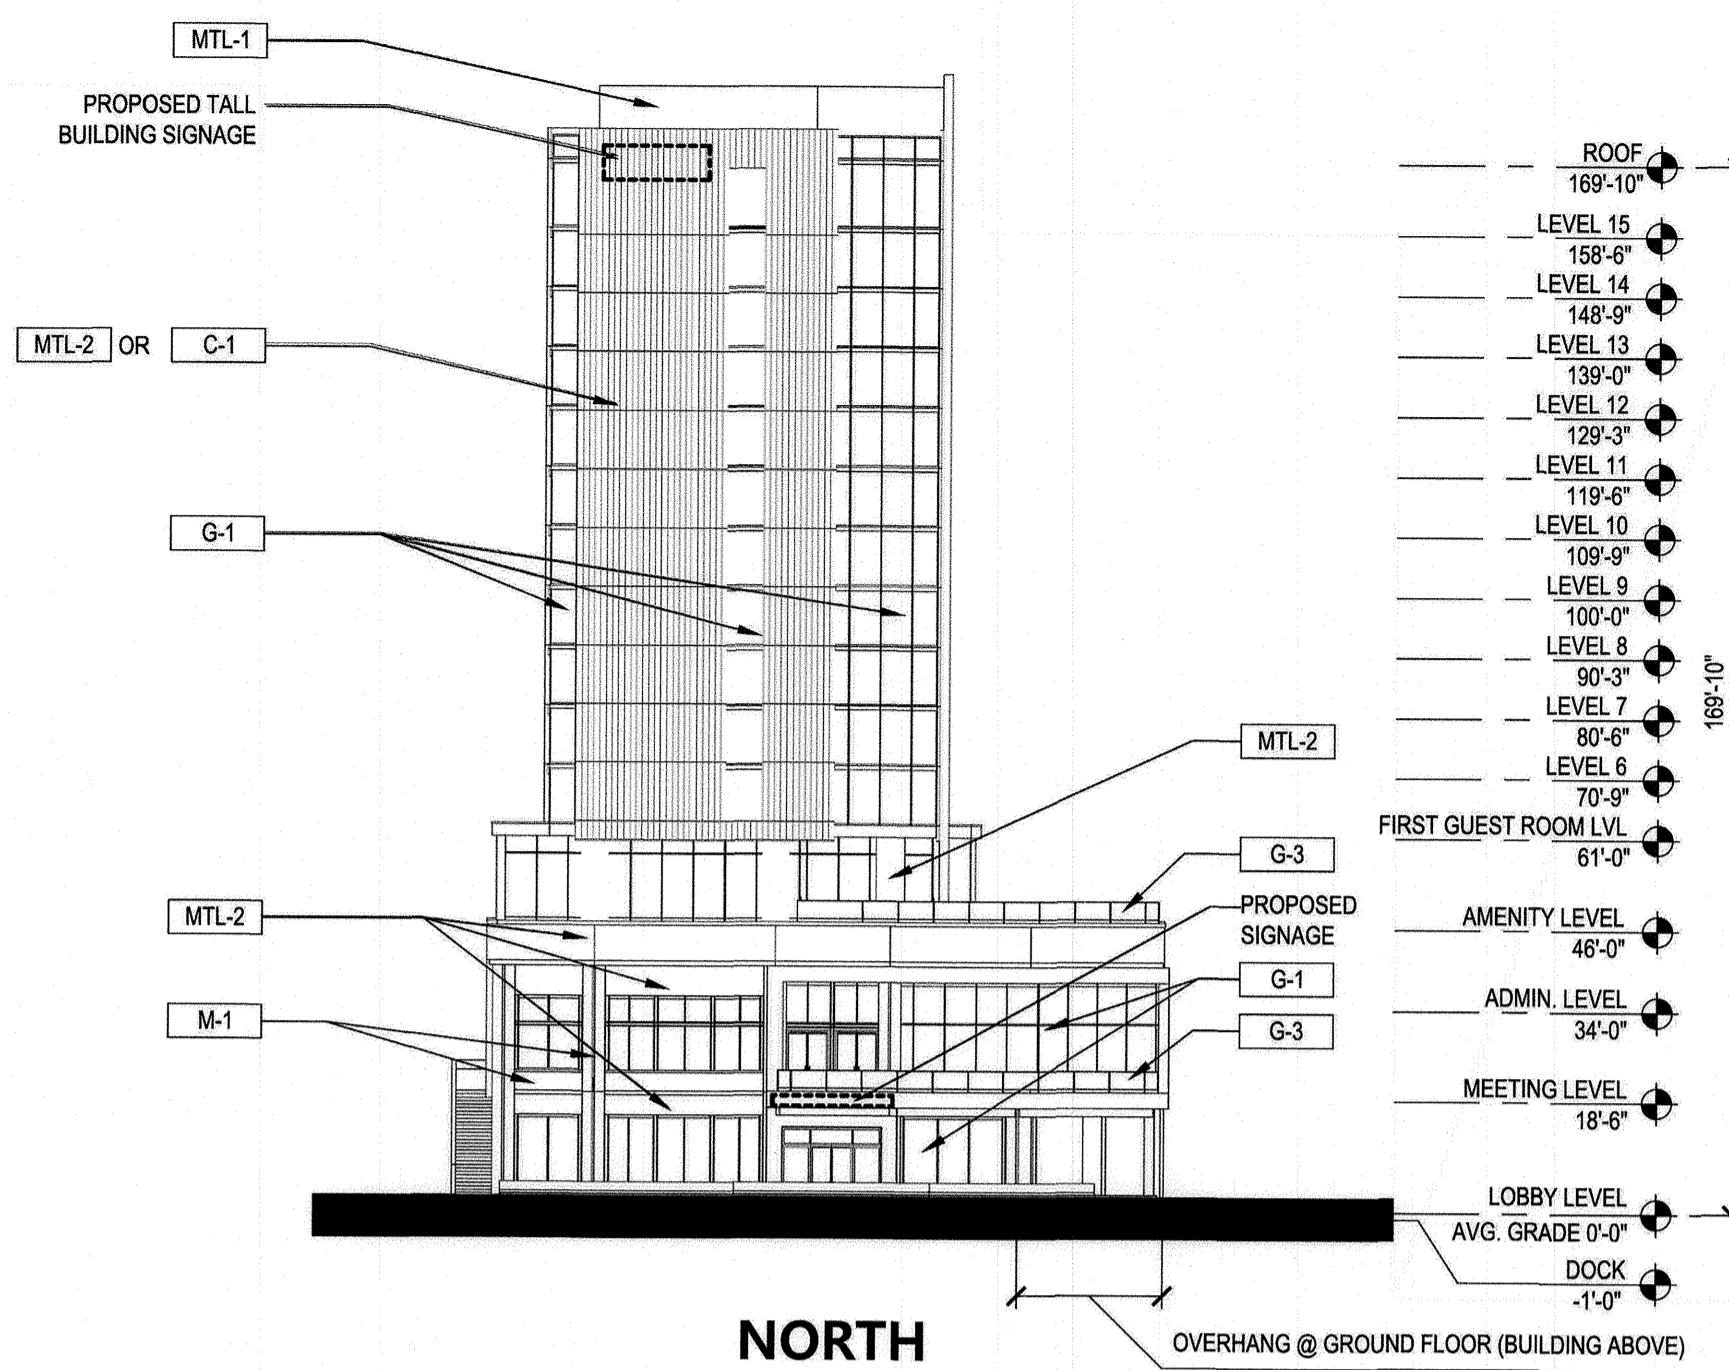 MTL-1
PROPOSED TALL
BUILDING SIGNAGE
MTL-2 OR C-1
G-1
MTL-2
M-1
MTL-2
G-3
PROPOSED
SIGNAGE
G-1
G-3
ROOF
169'-10"
LEVEL 15
158'-6"
LEVEL 14
148'-9"
LEVEL 13
139'-0"
LEVEL 12
129'-3"
LEVEL 11
119'-6"
LEVEL 10
109'-9"
LEVEL 9
100'-0"
LEVEL 8
90'-3"
LEVEL 7
80'-6"
LEVEL 6
70'-9"
FIRST GUEST ROOM LVL
61'-0"
AMENITY LEVEL
46'-0"
ADMIN. LEVEL
34'-0"
MEETING LEVEL
18'-6"
LOBBY LEVEL
AVG. GRADE 0'-0"
DOCK
-1'-0"
169'-10"
OVERHANG @ GROUND FLOOR (BUILDING ABOVE)
NORTH